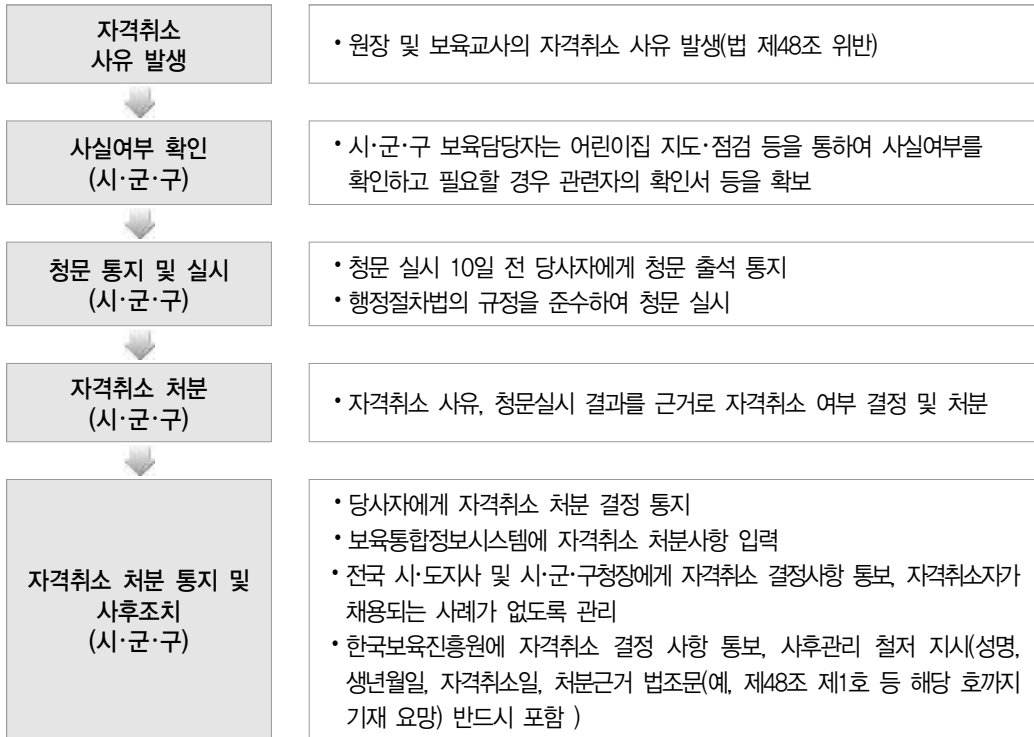 자격취소
사유 발생
• 원장 및 보육교사의 자격취소 사유 발생(법 제48조 위반)
사실여부 확인
(시·군·구)
• 시·군·구 보육담당자는 어린이집 지도·점검 등을 통하여 사실여부를
확인하고 필요할 경우 관련자의 확인서 등을 확보
청문 통지 및 실시
(시·군·구)
• 청문 실시 10일 전 당사자에게 청문 출석 통지
• 행정절차법의 규정을 준수하여 청문 실시
자격취소 처분
(시·군·구)
• 자격취소 사유, 청문실시 결과를 근거로 자격취소 여부 결정 및 처분
자격취소 처분 통지 및
사후조치
(시·군·구)
• 당사자에게 자격취소 처분 결정 통지
• 보육통합정보시스템에 자격취소 처분사항 입력
• 전국 시·도지사 및 시·군·구청장에게 자격취소 결정사항 통보, 자격취소자가
채용되는 사례가 없도록 관리
• 한국보육진흥원에 자격취소 결정 사항 통보, 사후관리 철저 지시(성명,
생년월일, 자격취소일, 처분근거 법조문(예, 제48조 제1호 등 해당 호까지
기재 요망) 반드시 포함 )